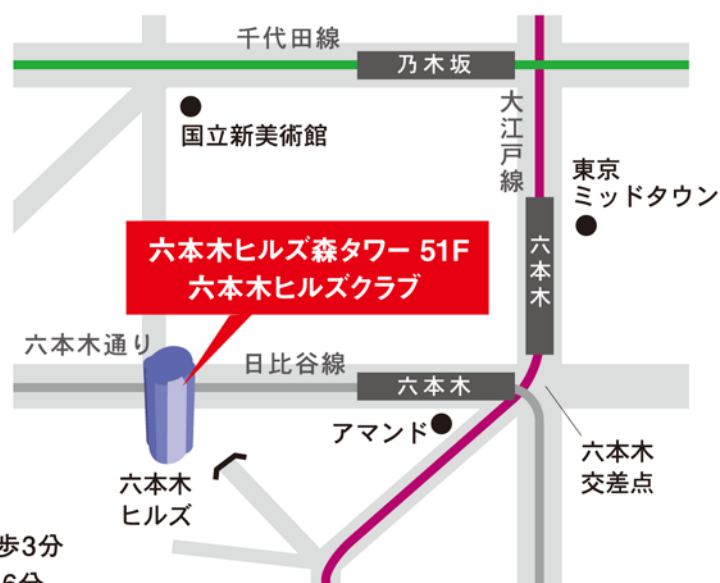 千代田線
乃木坂
国立新美術館
大江戸線
東京
ミッドタウン
六本木
六本木ヒルズ森タワー 51F
六本木ヒルズクラブ
六本木通り
日比谷線
六本木
アマンド
六本木
交差点
六本木
ヒルズ
歩3分
6分